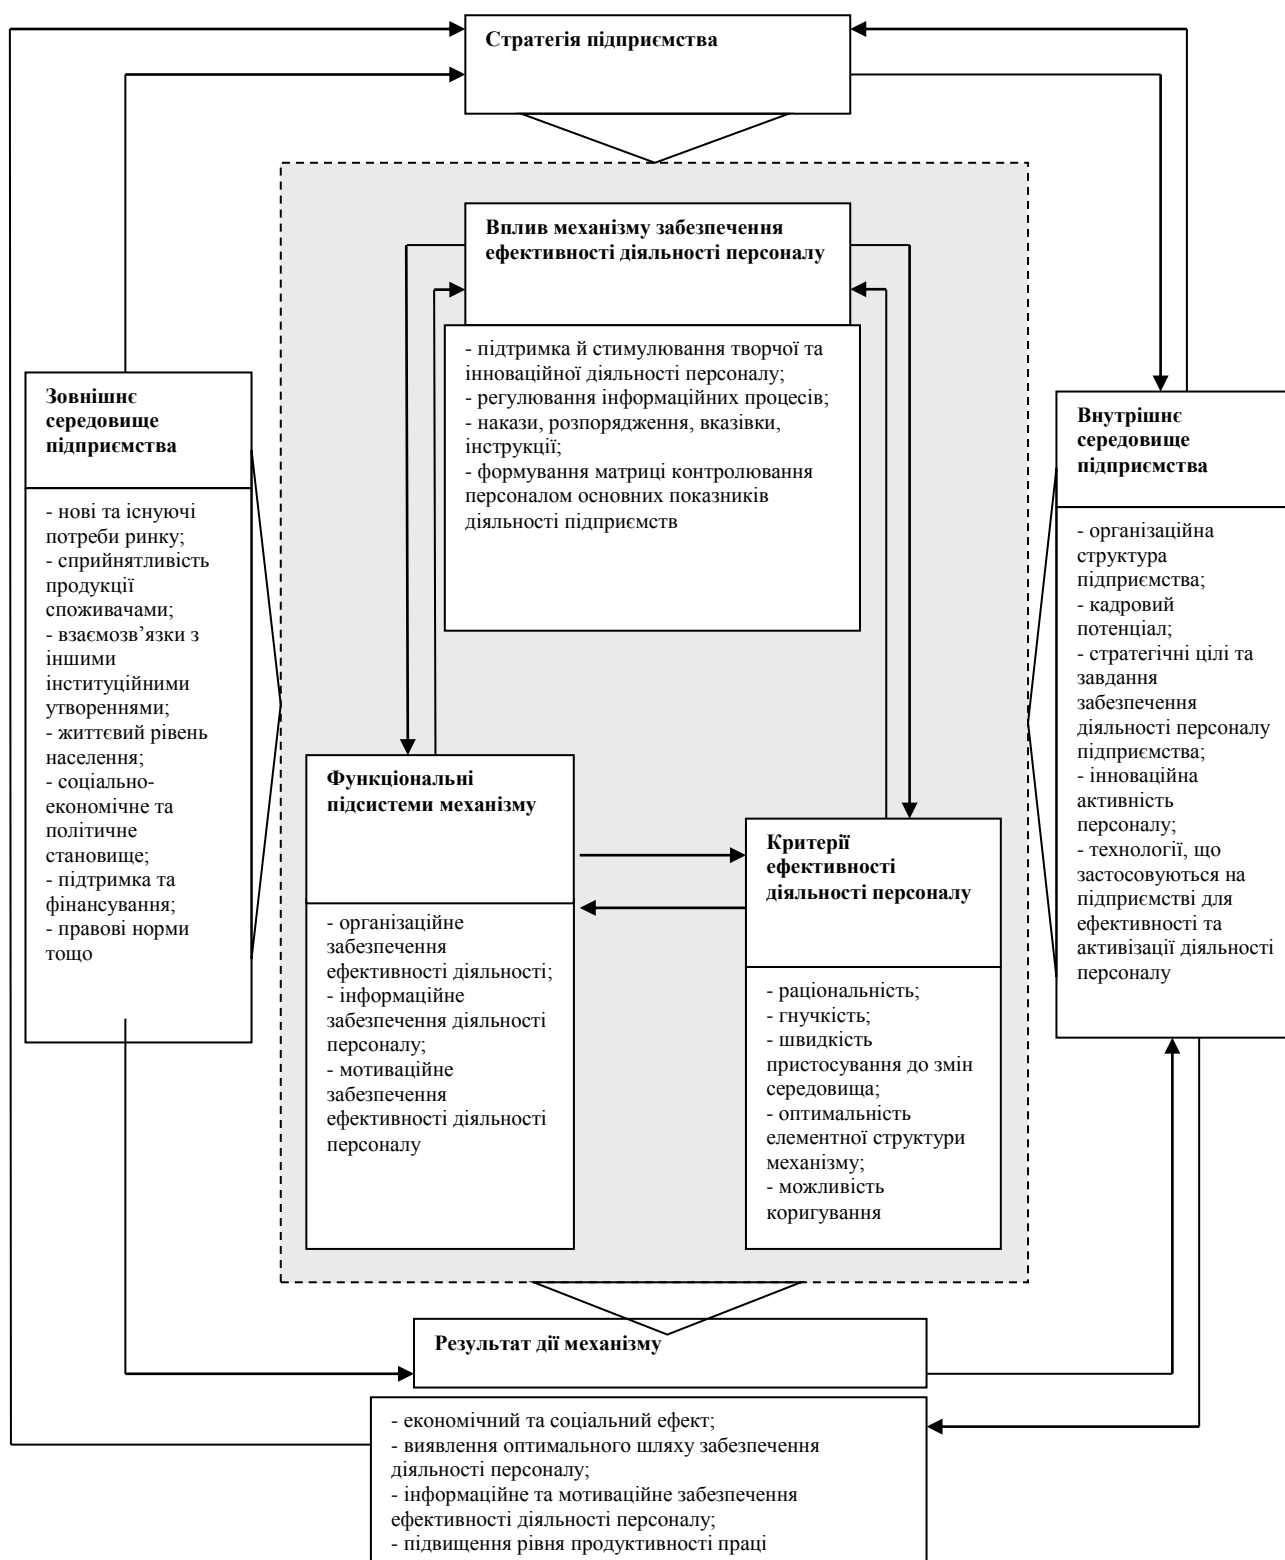 Стратегія підприємства
Вплив механізму забезпечення
ефективності діяльності персоналу
- підтримка й стимулювання творчої та
інноваційної діяльності персоналу;
- регулювання інформаційних процесів;
- накази, розпорядження, вказівки,
інструкції;
- формування матриці контролювання
персоналом основних показників
діяльності підприємств
Зовнішнє
середовище
підприємства
- нові та існуючі
потреби ринку;
- сприйнятливість
продукції
споживачами;
- взаємозв’язки з
іншими
інституційними
утвореннями;
- життєвий рівень
населення;
- соціально-
економічне та
політичне
становище;
- підтримка та
фінансування;
- правові норми
тощо
Внутрішнє
середовище
підприємства
- організаційна
структура
підприємства;
- кадровий
потенціал;
- стратегічні цілі та
завдання
забезпечення
діяльності персоналу
підприємства;
- інноваційна
активність
персоналу;
- технології, що
застосовуються на
підприємстві для
ефективності та
активізації діяльності
персоналу
Функціональні
підсистеми механізму
- організаційне
забезпечення
ефективності діяльності;
- інформаційне
забезпечення діяльності
персоналу;
- мотиваційне
забезпечення
ефективності діяльності
персоналу
Критерії
ефективності
діяльності персоналу
- раціональність;
- гнучкість;
- швидкість
пристосування до змін
середовища;
- оптимальність
елементної структури
механізму;
- можливість
коригування
Результат дії механізму
- економічний та соціальний ефект;
- виявлення оптимального шляху забезпечення
діяльності персоналу;
- інформаційне та мотиваційне забезпечення
ефективності діяльності персоналу;
- підвищення рівня продуктивності праці